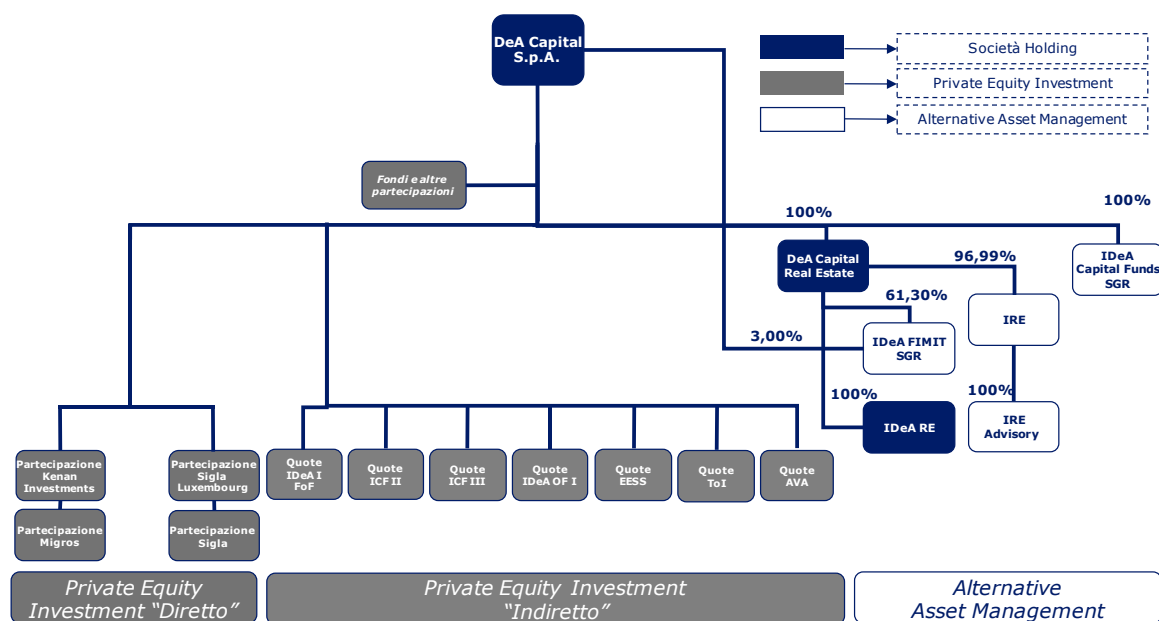 DeA Capital
S.p.A.
Società Holding
Private Equity Investment
Alternative Asset Management
Fondi e altre
partecipazioni
100%
100%
DeA Capital
Real Estate
96,99%
IDeA
Capital Funds
SGR
61,30%
IRE
3,00%
IDeA FIMIT
SGR
100%
100%
IDeA RE
IRE
Advisory
Partecipazione
Kenan
Investments
Partecipazione
Sigla
Luxembourg
Quote
IDeA I
FoF
Quote
ICF II
Quote
ICF III
Quote
IDeA OF I
Quote
EESS
Quote
ToI
Quote
AVA
Partecipazione
Migros
Partecipazione
Sigla
Private Equity
Investment “Diretto”
Private Equity Investment
“Indiretto”
Alternative
Asset Management